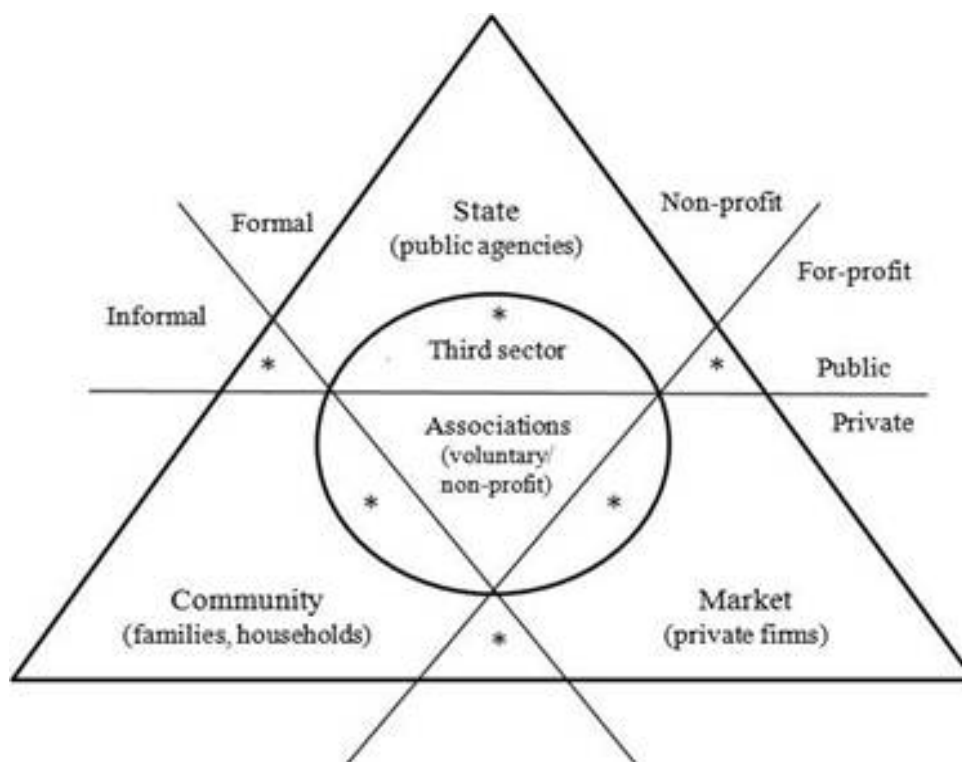 Non-profit
State
Formal
(public agencies)
For-profit
Informal
*
Third sector
*
*
Public
Private
Associations
(voluntary/
non-profit)
*
*
Community
(families, households)
Market
(private firms)
*